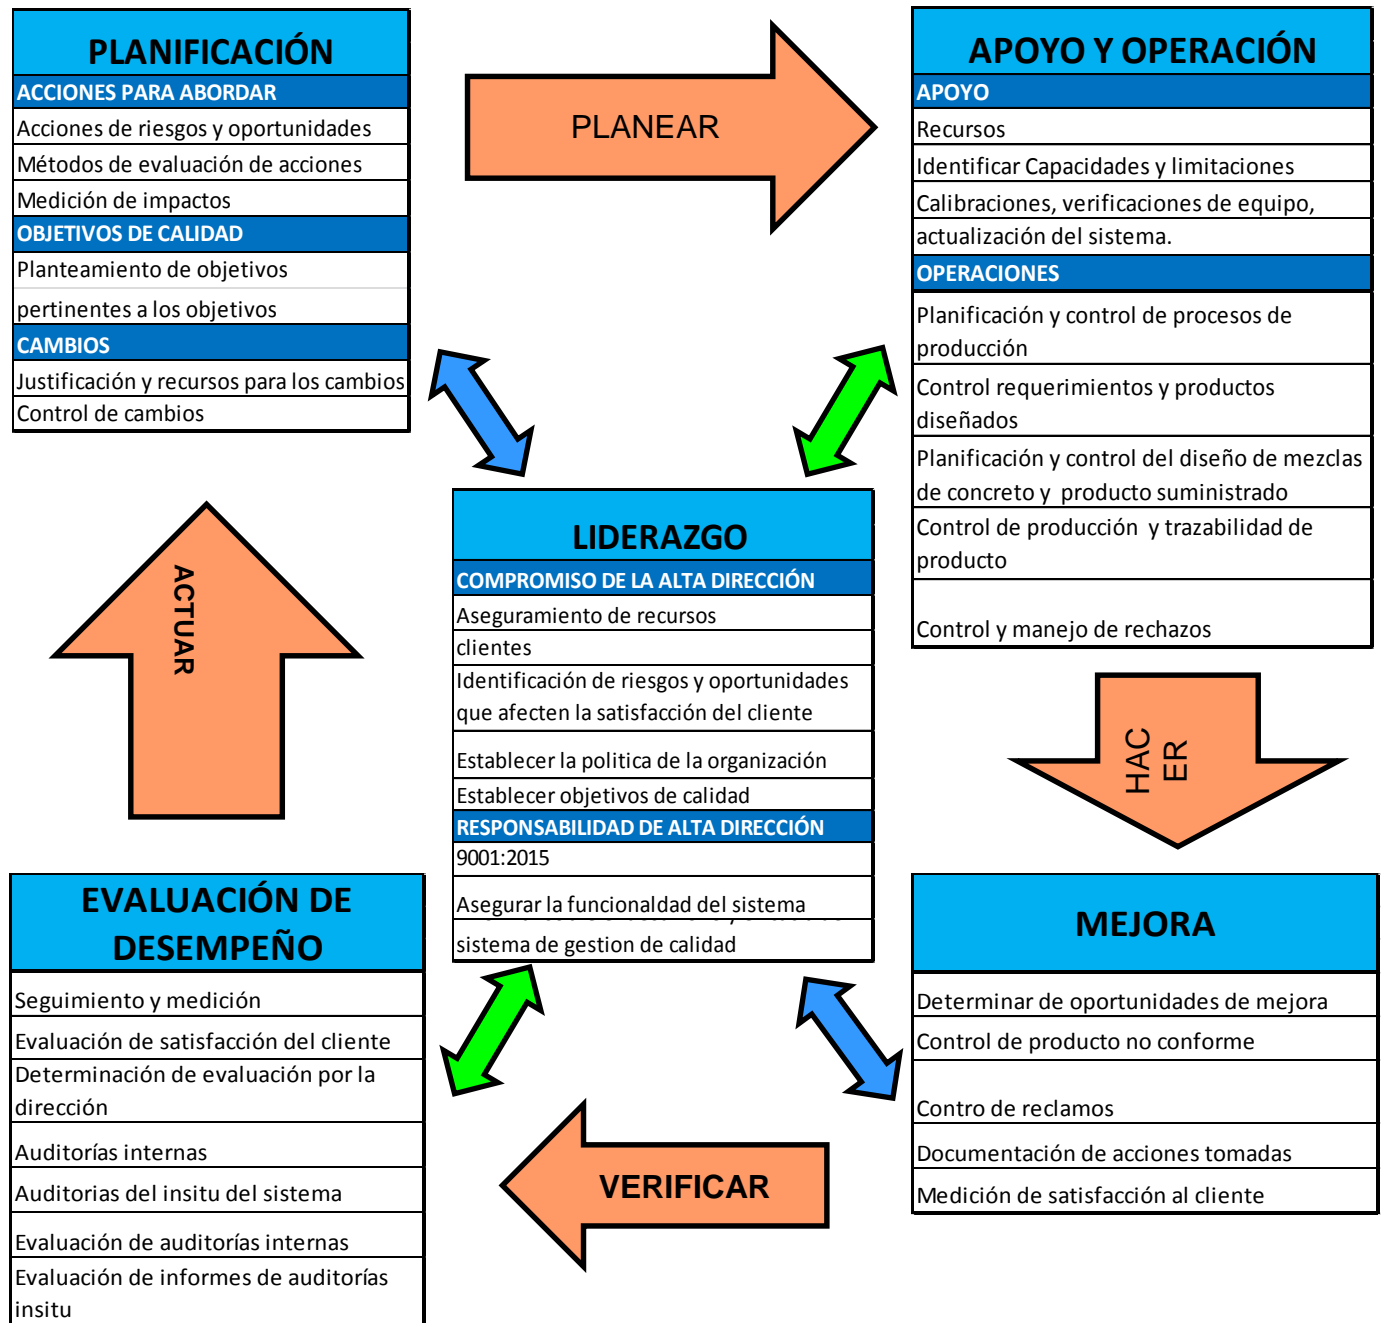 PLANIFICACIÓN
ACCIONES PARA ABORDAR
Acciones de riesgos y oportunidades
Métodos de evaluación de acciones
Medición de impactos
OBJETIVOS DE CALIDAD
Planteamiento de objetivos
pertinentes a los objetivos
CAMBIOS
Justificación y recursos para los cambios
Control de cambios
PLANEAR
APOYO Y OPERACIÓN
APOYO
Recursos
Identificar Capacidades y limitaciones
Calibraciones, verificaciones de equipo,
actualización del sistema.
OPERACIONES
Planificación y control de procesos de
producción
Control requerimientos y productos
diseñados
Planificación y control del diseño de mezclas
de concreto y producto suministrado
Control de producción y trazabilidad de
producto
Control y manejo de rechazos
ACTUAR
LIDERAZGO
COMPROMISO DE LA ALTA DIRECCIÓN
Aseguramiento de recursos
clientes
Identificación de riesgos y oportunidades
que afecten la satisfacción del cliente
Establecer la politica de la organización
Establecer objetivos de calidad
RESPONSABILIDAD DE ALTA DIRECCIÓN
9001:2015
Asegurar la funcionaldad del sistema
sistema de gestion de calidad
HAC
ER
EVALUACIÓN DE
DESEMPEÑO
Seguimiento y medición
Evaluación de satisfacción del cliente
Determinación de evaluación por la
dirección
Auditorías internas
Auditorias del insitu del sistema
Evaluación de auditorías internas
Evaluación de informes de auditorías
insitu
VERIFICAR
MEJORA
Determinar de oportunidades de mejora
Control de producto no conforme
Contro de reclamos
Documentación de acciones tomadas
Medición de satisfacción al cliente